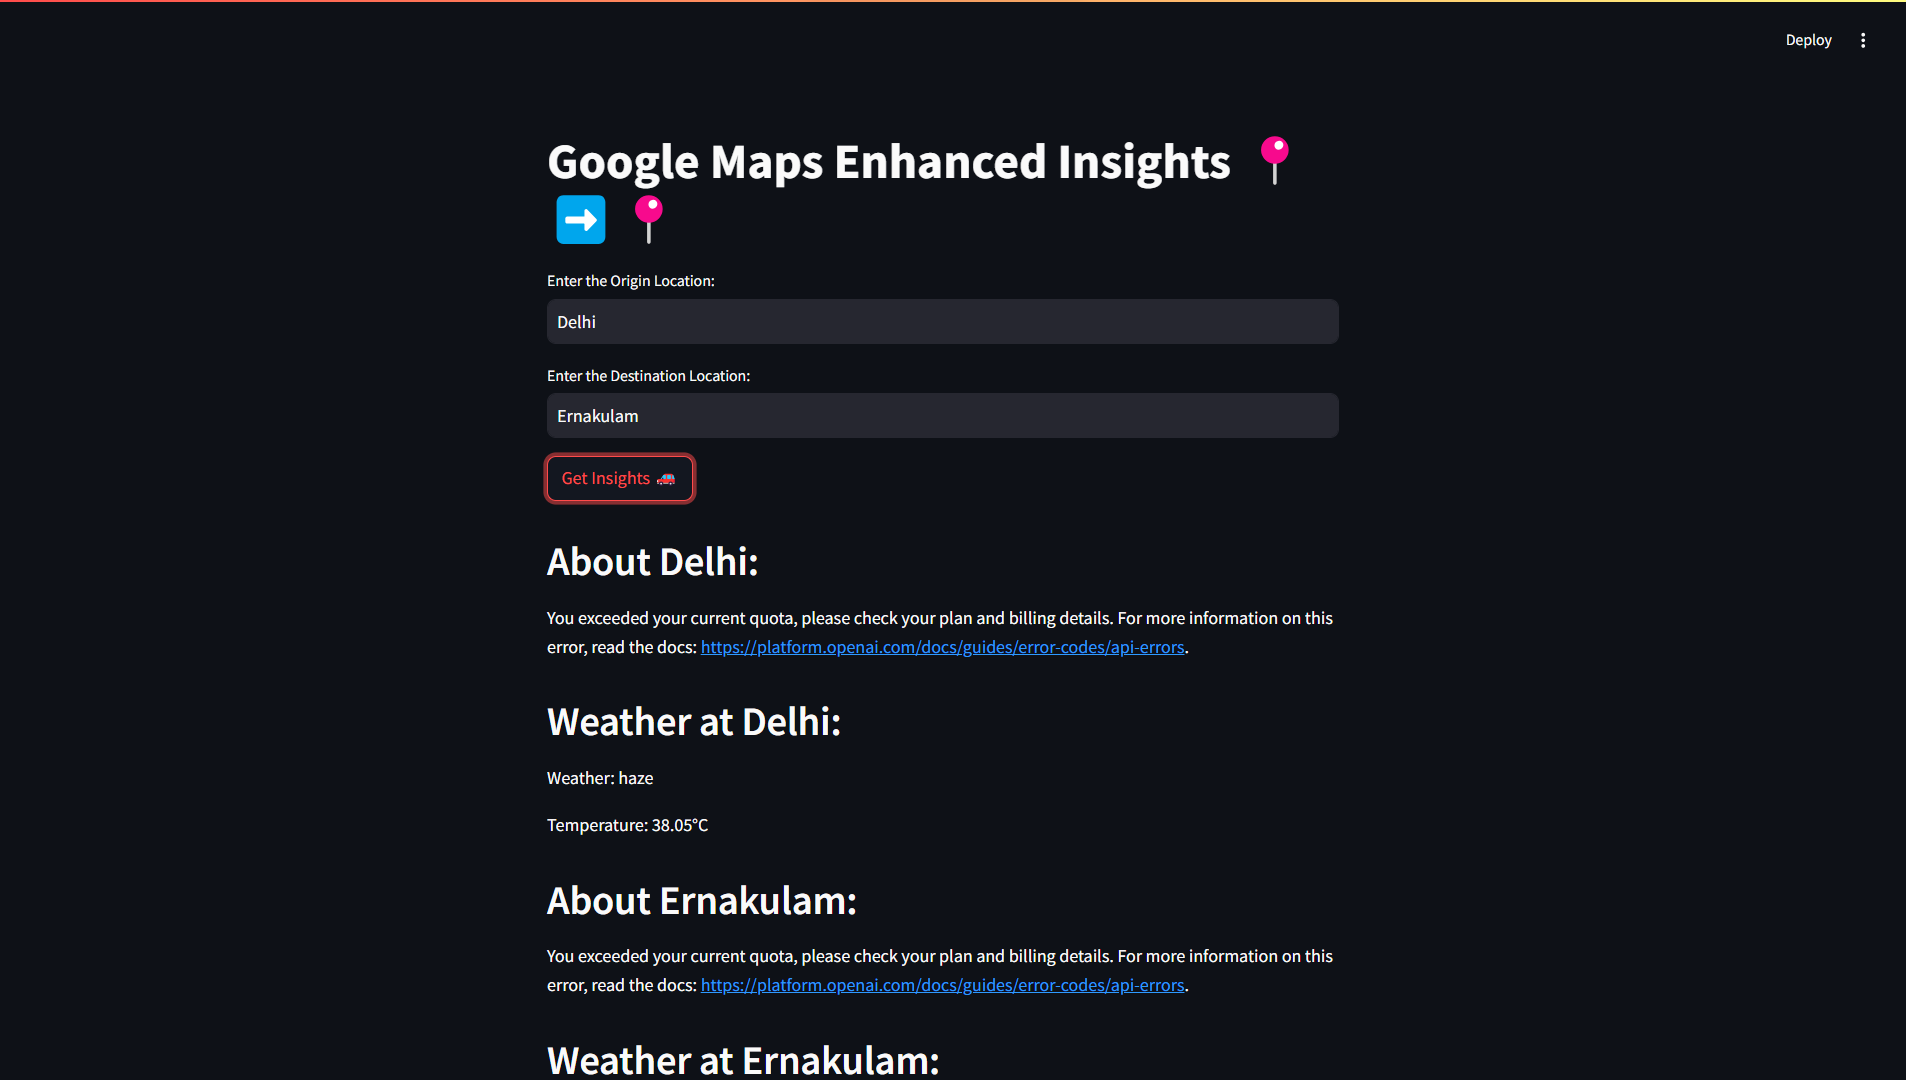 Deploy
Google Maps Enhanced Insights
Enter the Origin Location:
Delhi
Enter the Destination Location:
Ernakulam
Get Insights
About Delhi:
You exceeded your current quota, please check your plan and billing details. For more information on this
error, read the docs: https://platform.openai.com/docs/guides/error-codes/api-errors.
Weather at Delhi:
Weather: haze
Temperature: 38.05°C
About Ernakulam:
You exceeded your current quota, please check your plan and billing details. For more information on this
error, read the docs: https://platform.openai.com/docs/guides/error-codes/api-errors.
Weather at Ernakulam: